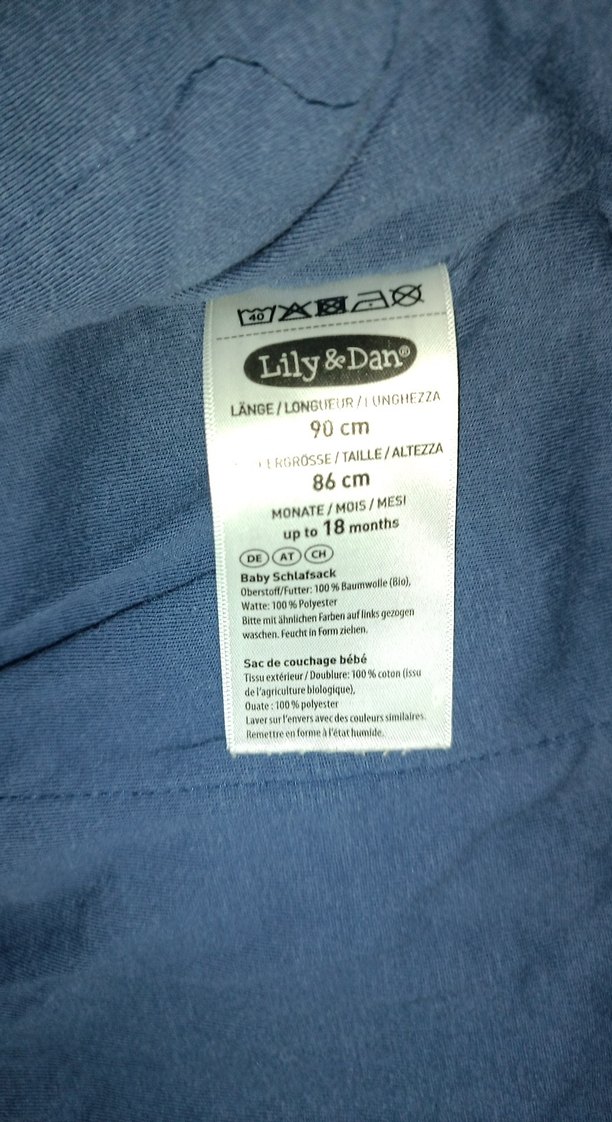 40
Lily & Dan®
LÄNGE / LONGUEUR / LUNGHEZZA
90 cm
/ TAILLE / ALTEZZA
86 cm
MONATE / MOIS / MESI
up to 18 months
DE AT CH
Baby Schlafsack
Oberstoff/Futter: 100 % Baumwolle (Bio),
Watte: 100 % Polyester
Bitte mit ähnlichen Farben auf links gezogen
waschen. Feucht in Form ziehen.
Sac de couchage bébé
Tissu extérieur / Doublure: 100 % coton (issu
de l'agriculture biologique),
Ouate : 100 % polyester
Laver sur l'envers avec des couleurs similaires.
Remettre en forme à l'état humide.